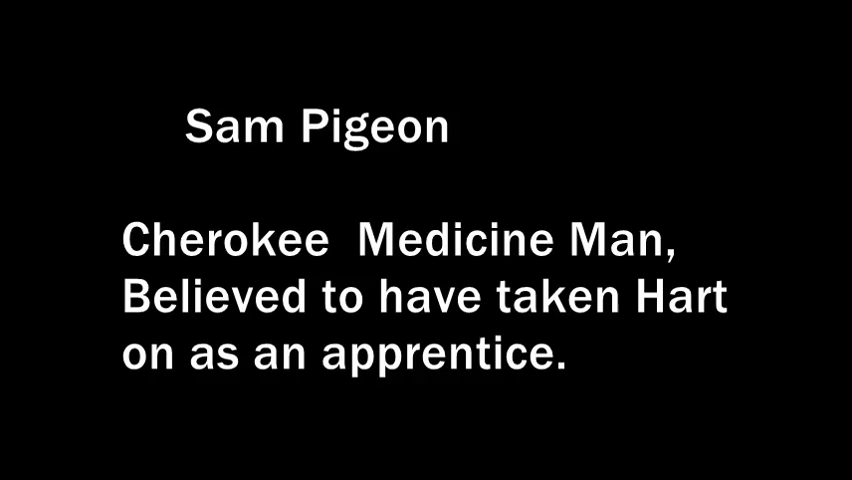 Sam Pigeon
Cherokee  Medicine Man,
Believed to have taken Hart
on as an apprentice.